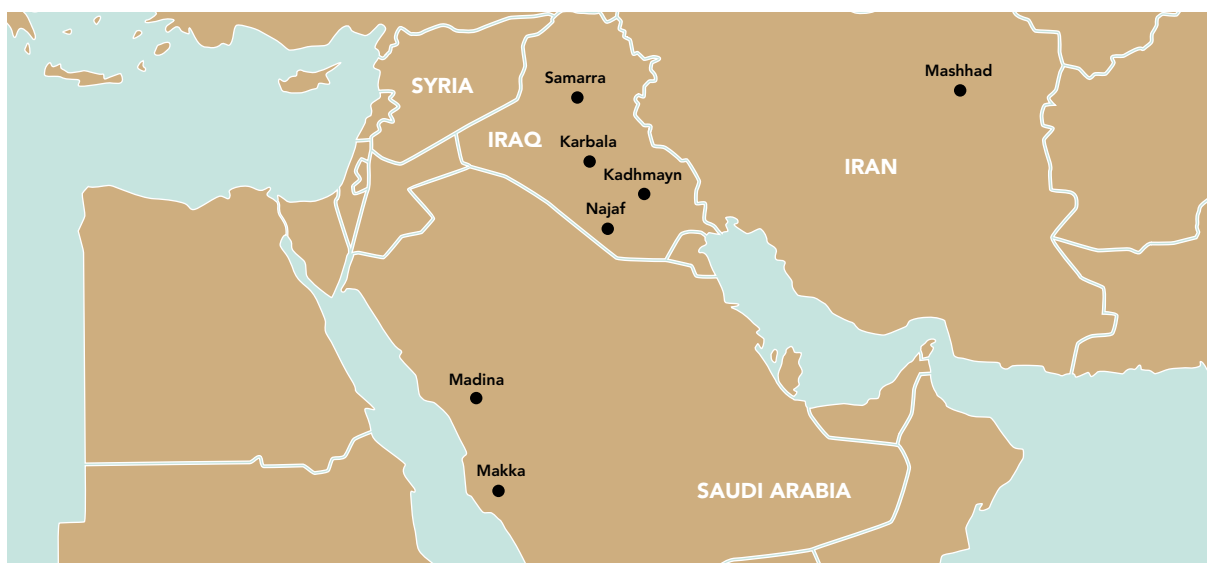 Mashhad
Samarra
SYRIA
IRAQ
Karbala
IRAN
Kadhmayn
Najaf
Madina
Makka
SAUDI ARABIA